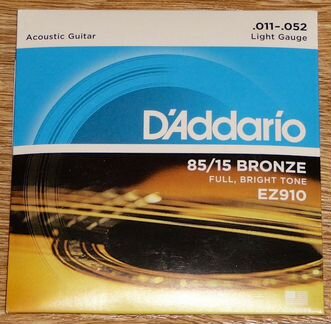 Acoustic Guitar
.011–.052
Light Gauge
D'Addario
85/15 BRONZE
FULL, BRIGHT TONE
EZ910